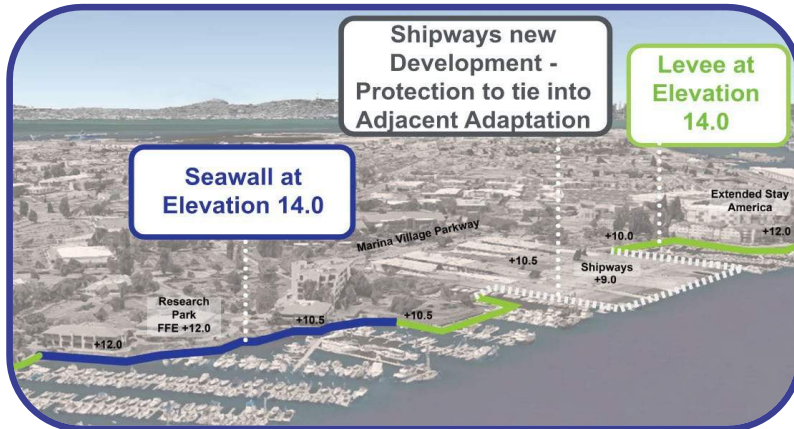 Shipways new
Development -
Protection to tie into
Adjacent Adaptation
Levee at
Elevation
14.0
Seawall at
Elevation 14.0
Extended Stay
America
+12.0
+10.0
Marina Village Parkway
+10.5
Shipways
+9.0
Research
Park
FFE +12.0
+12.0
+10.5
+10.5